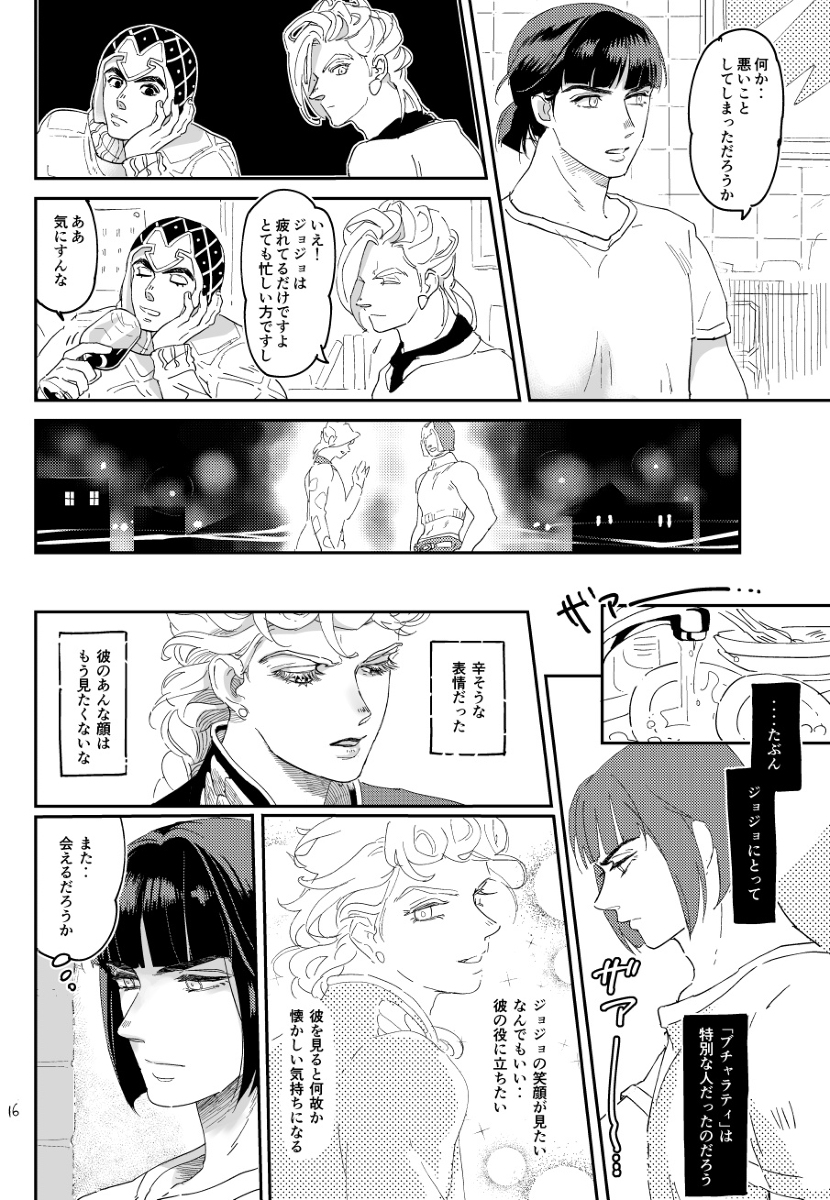 何か‥
悪いこと
してしまっただろうか
いえ!
ジョジョは
疲れてるだけですよ
とても忙しい方ですし
ああ
気にすんな
ザァー…
‥‥たぶん
ジョジョにとって
「ブチャラティ」は
特別な人だったのだろう
ザァー…
辛そうな
表情だった
彼のあんな顔は
もう見たくないな
ジョジョの笑顔が見たい
なんでもいい‥
彼の役に立ちたい
彼を見ると何故か
懐かしい気持ちになる
また‥
会えるだろうか
16